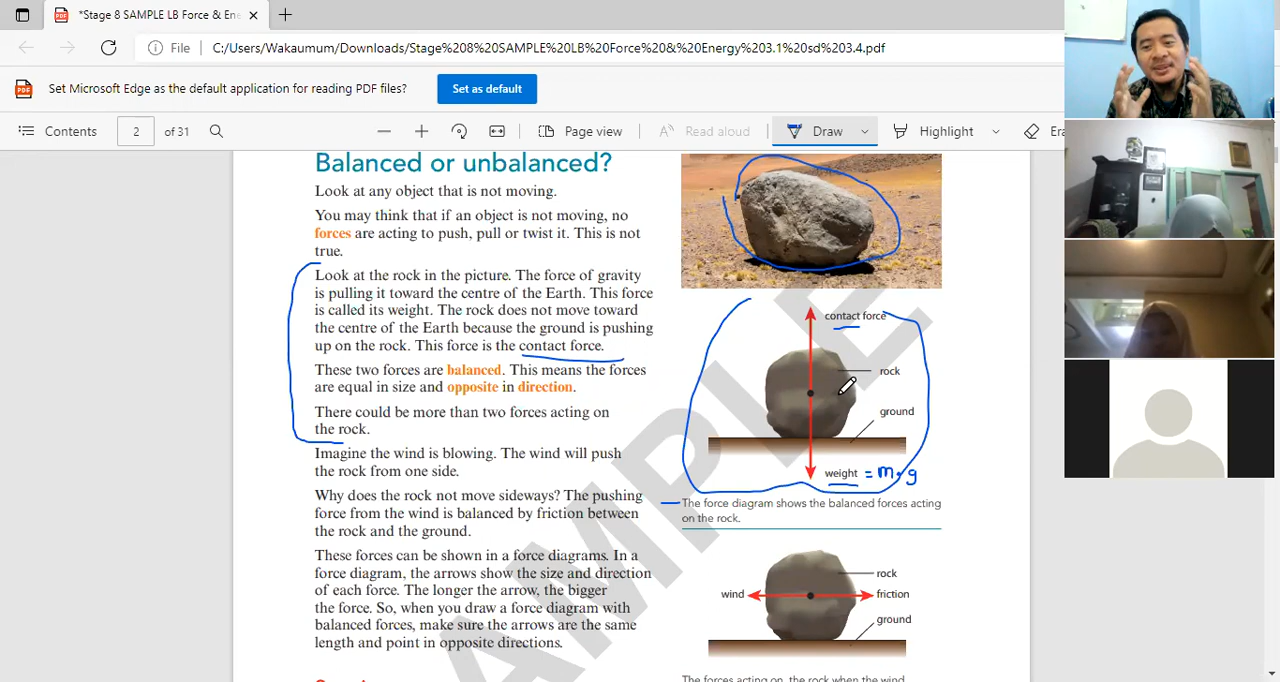 *Stage 8 SAMPLE LB Force & Ene
File
C:/Users/Wakaumum/Downloads/Stage%208%20SAMPLE%20LB%20Force%20&%20Energy%203.1%20sd%203.4.pdf
Set Microsoft Edge as the default application for reading PDF files?
Set as default
Contents
2
of 31
Page view
Read aloud
Draw
Highlight
Era
Balanced or unbalanced?
Look at any object that is not moving.
You may think that if an object is not moving, no
forces are acting to push, pull or twist it. This is not
true.
Look at the rock in the picture. The force of gravity
is pulling it toward the centre of the Earth. This force
is called its weight. The rock does not move toward
the centre of the Earth because the ground is pushing
up on the rock. This force is the contact force.
These two forces are balanced. This means the forces
are equal in size and opposite in direction.
There could be more than two forces acting on
the rock.
Imagine the wind is blowing. The wind will push
the rock from one side.
Why does the rock not move sideways? The pushing
force from the wind is balanced by friction between
the rock and the ground.
These forces can be shown in a force diagrams. In a
force diagram, the arrows show the size and direction
of each force. The longer the arrow, the bigger
the force. So, when you draw a force diagram with
balanced forces, make sure the arrows are the same
length and point in opposite directions.
contact force
rock
ground
weight = m.g
The force diagram shows the balanced forces acting
on the rock.
rock
wind
friction
ground
The forces acting on the rock when the wind
SAMPLE